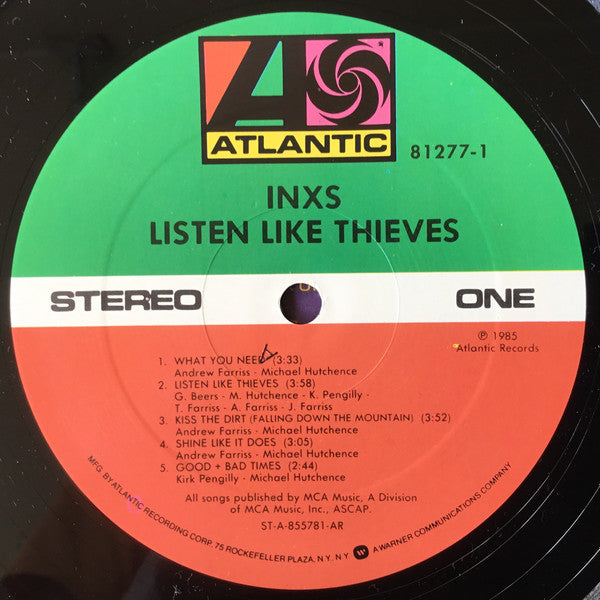 ATLANTIC
81277-1
INXS
LISTEN LIKE THIEVES
STEREO
ONE
℗ 1985
Atlantic Records
1. WHAT YOU NEED (3:33)
Andrew Farriss - Michael Hutchence
2. LISTEN LIKE THIEVES (3:58)
G. Beers - M. Hutchence - K. Pengilly -
T. Farriss - A. Farriss - J. Farriss
3. KISS THE DIRT (FALLING DOWN THE MOUNTAIN) (3:52)
Andrew Farriss - Michael Hutchence
4. SHINE LIKE IT DOES (3:05)
Andrew Farriss - Michael Hutchence
5. GOOD + BAD TIMES (2:44)
Kirk Pengilly - Michael Hutchence
All songs published by MCA Music, A Division
of MCA Music, Inc., ASCAP.
ST-A-855781-AR
MFG. BY ATLANTIC RECORDING CORP. 75 ROCKEFELLER PLAZA, N.Y. N.Y. A WARNER COMMUNICATIONS COMPANY